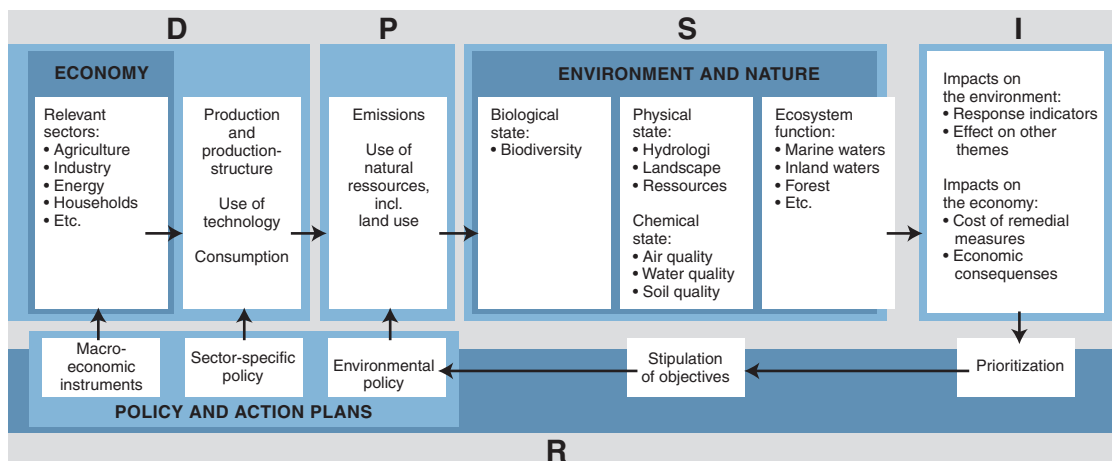 D
P
S
I
ECONOMY
Relevant
sectors:
• Agriculture
• Industry
• Energy
• Households
• Etc.
Production
and
production-
structure
Use of
technology
Consumption
Emissions
Use of
natural
ressources,
incl.
land use
ENVIRONMENT AND NATURE
Biological
state:
• Biodiversity
Physical
state:
• Hydrologi
• Landscape
• Ressources
Chemical
state:
• Air quality
• Water quality
• Soil quality
Ecosystem
function:
• Marine waters
• Inland waters
• Forest
• Etc.
Impacts on
the environment:
• Response indicators
• Effect on other
themes
Impacts on
the economy:
• Cost of remedial
measures
• Economic
consequenses
Macro-
economic
instruments
Sector-specific
policy
Environmental
policy
Stipulation
of objectives
Prioritization
POLICY AND ACTION PLANS
R